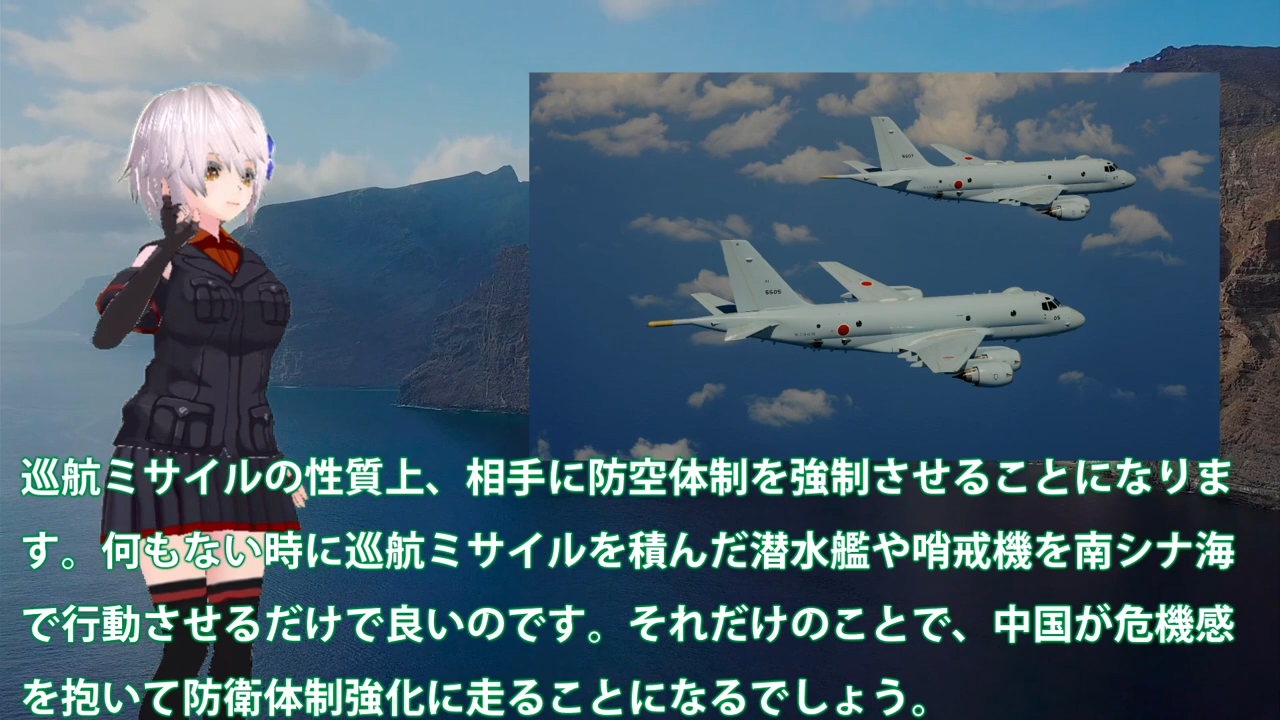 6507
6505
05
巡航ミサイルの性質上、相手に防空体制を強制させることになりま
す。何もない時に巡航ミサイルを積んだ潜水艦や哨戒機を南シナ海
で行動させるだけで良いのです。それだけのことで、中国が危機感
を抱いて防衛体制強化に走ることになるでしょう。